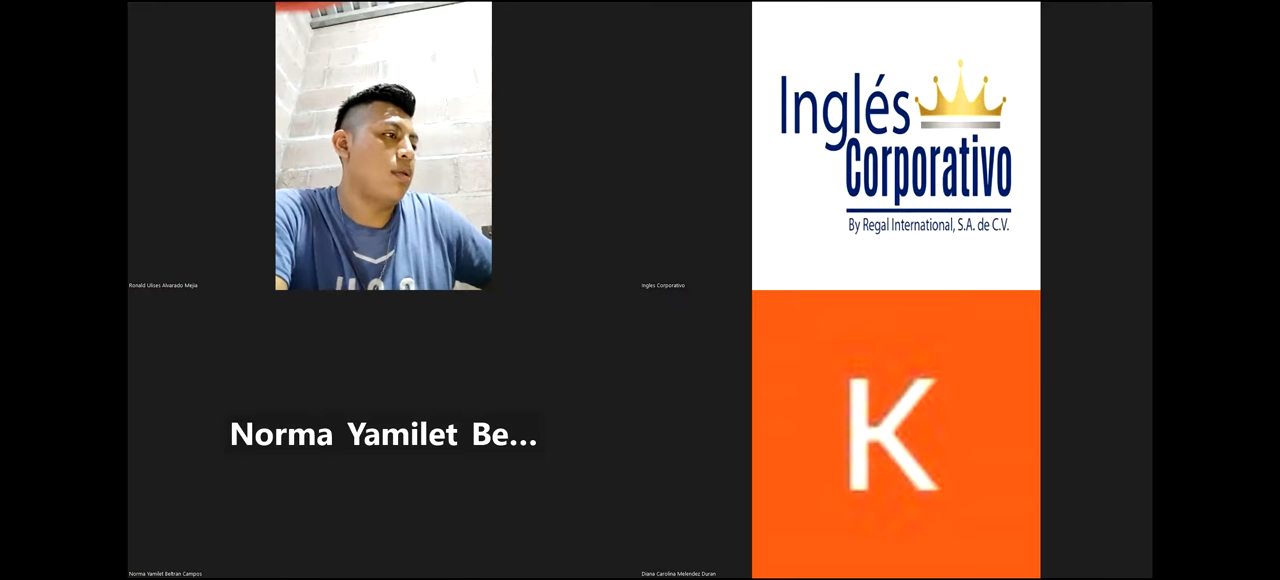 Inglés
Corporativo
By Regal International, S.A. de C.V.
Ronald Ulises Alvarado Mejia
Ingles Corporativo
Norma Yamilet Be...
K
Norma Yamilet Beltran Campos
Diana Carolina Melendez Duran